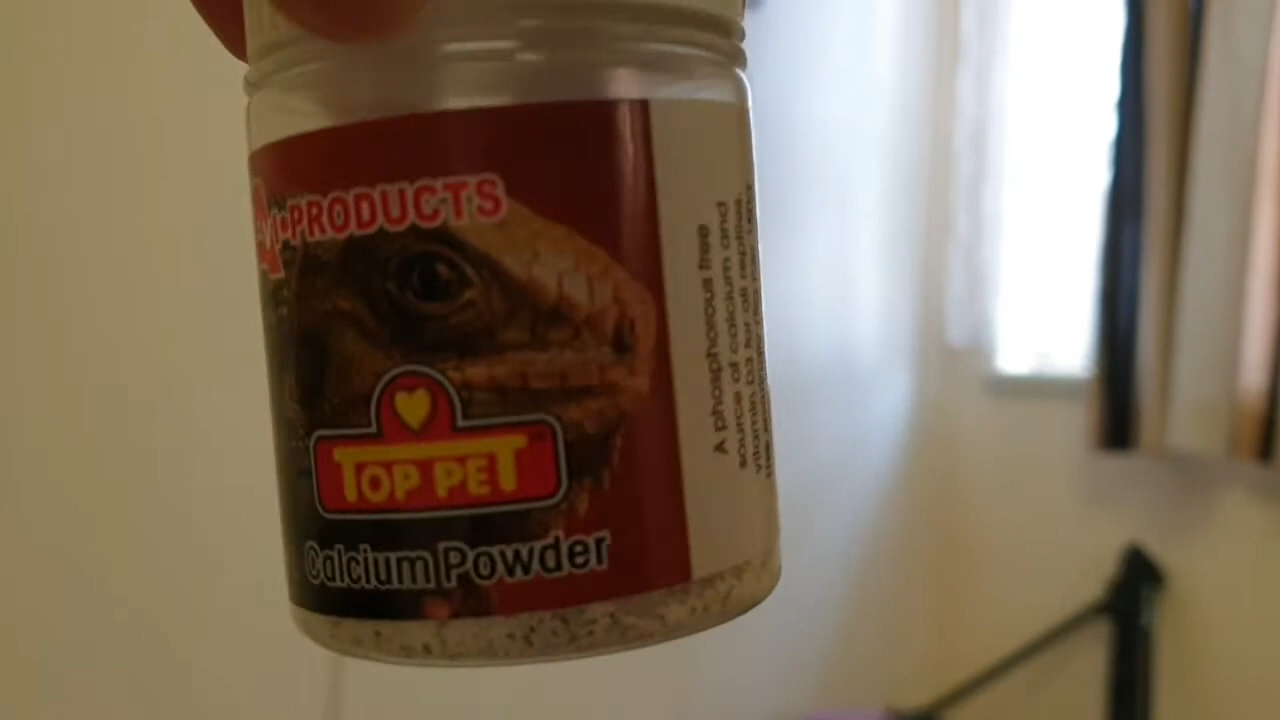 PRODUCTS
TOP PET
Calcium Powder
A phosphorous free
source of calcium and
vitamin D3 for all reptiles.